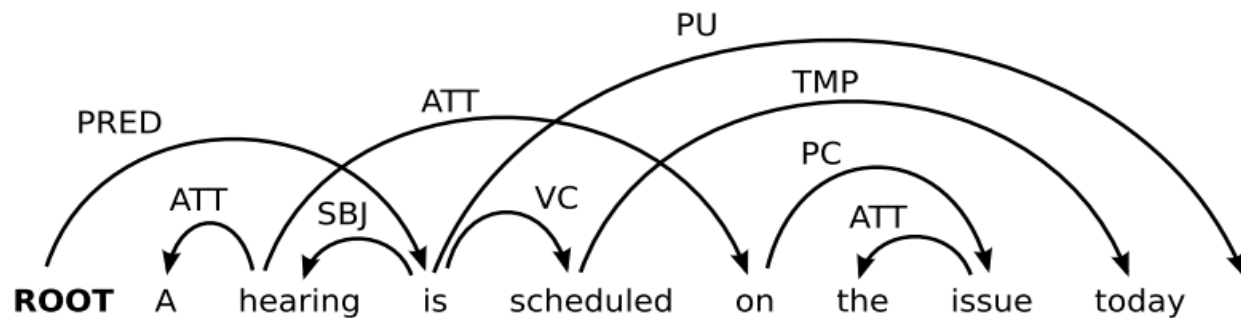 PU
TMP
ATT
PRED
PC
ATT
VC
SBJ
ATT
ROOT A hearing is scheduled on the issue today